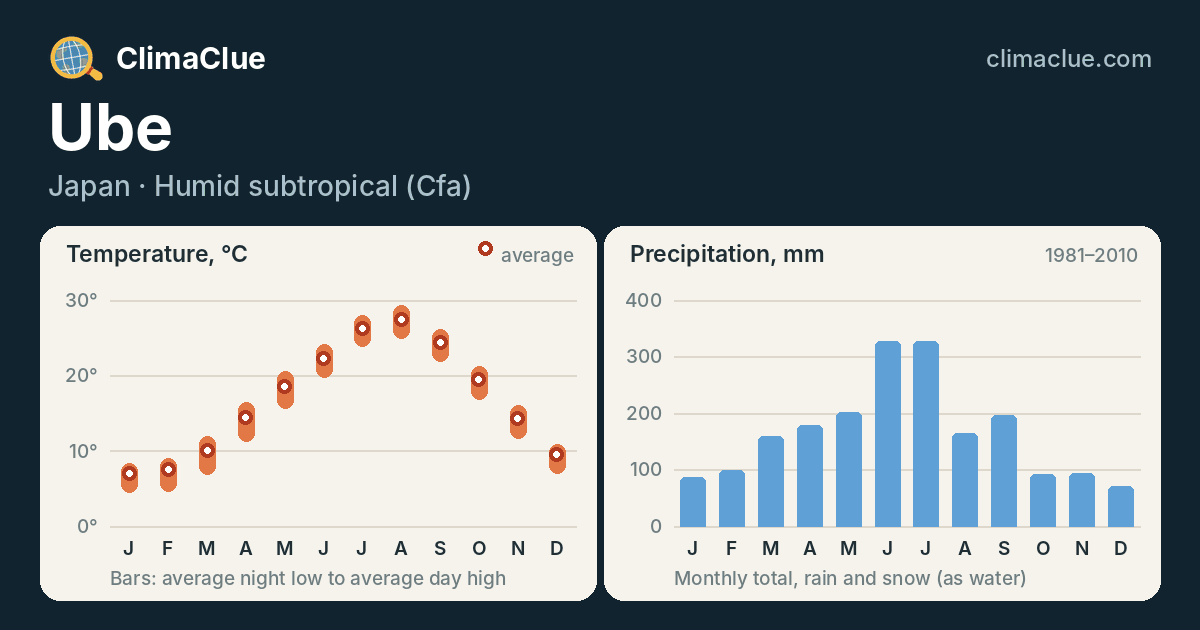 ClimaClue
climaclue.com
Ube
Japan · Humid subtropical (Cfa)
Temperature, °C
average
30°
20°
10°
0°
J F M A M J J A S O N D
Bars: average night low to average day high
Precipitation, mm
1981–2010
400
300
200
100
0
J F M A M J J A S O N D
Monthly total, rain and snow (as water)